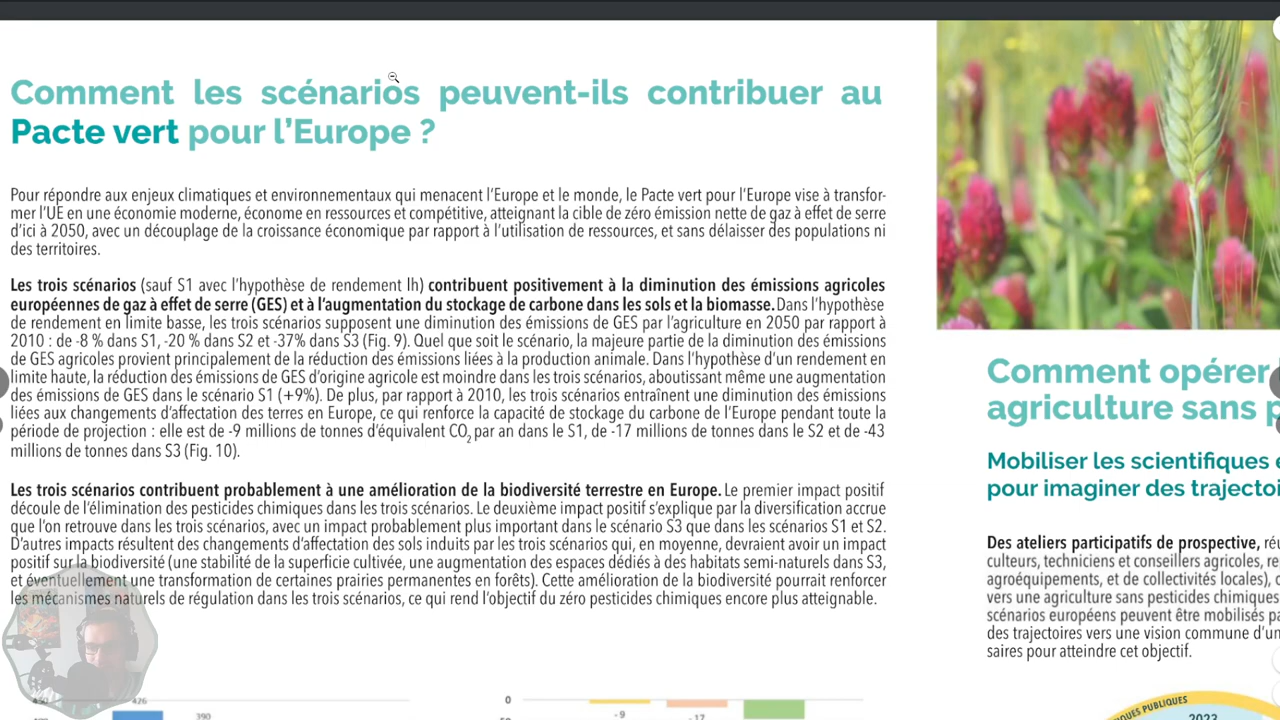 Comment les scénarios peuvent-ils contribuer au
Pacte vert pour l'Europe ?
Pour répondre aux enjeux climatiques et environnementaux qui menacent l'Europe et le monde, le Pacte vert pour l'Europe vise à transfor-
mer l'UE en une économie moderne, économe en ressources et compétitive, atteignant la cible de zéro émission nette de gaz à effet de serre
d'ici à 2050, avec un découplage de la croissance économique par rapport à l'utilisation de ressources, et sans délaisser des populations ni
des territoires.
Les trois scénarios (sauf S1 avec l'hypothèse de rendement lh) contribuent positivement à la diminution des émissions agricoles
européennes de gaz à effet de serre (GES) et à l'augmentation du stockage de carbone dans les sols et la biomasse. Dans l'hypothèse
de rendement en limite basse, les trois scénarios supposent une diminution des émissions de GES par l'agriculture en 2050 par rapport à
2010 : de -8 % dans S1, -20 % dans S2 et -37% dans S3 (Fig. 9). Quel que soit le scénario, la majeure partie de la diminution des émissions
de GES agricoles provient principalement de la réduction des émissions liées à la production animale. Dans l'hypothèse d'un rendement en
limite haute, la réduction des émissions de GES d'origine agricole est moindre dans les trois scénarios, aboutissant même une augmentation
des émissions de GES dans le scénario S1 (+9%). De plus, par rapport à 2010, les trois scénarios entraînent une diminution des émissions
liées aux changements d'affectation des terres en Europe, ce qui renforce la capacité de stockage du carbone de l'Europe pendant toute la
période de projection : elle est de -9 millions de tonnes d'équivalent CO2 par an dans le S1, de -17 millions de tonnes dans le S2 et de -43
millions de tonnes dans S3 (Fig. 10).
Les trois scénarios contribuent probablement à une amélioration de la biodiversité terrestre en Europe. Le premier impact positif
découle de l'élimination des pesticides chimiques dans les trois scénarios. Le deuxième impact positif s'explique par la diversification accrue
que l'on retrouve dans les trois scénarios, avec un impact probablement plus important dans le scénario S3 que dans les scénarios S1 et S2.
D'autres impacts résultent des changements d'affectation des sols induits par les trois scénarios qui, en moyenne, devraient avoir un impact
positif sur la biodiversité (une stabilité de la superficie cultivée, une augmentation des espaces dédiés à des habitats semi-naturels dans S3,
et éventuellement une transformation de certaines prairies permanentes en forêts). Cette amélioration de la biodiversité pourrait renforcer
les mécanismes naturels de régulation dans les trois scénarios, ce qui rend l'objectif du zéro pesticides chimiques encore plus atteignable.
426
390
0
- 9
- 17
Comment opérer
agriculture sans p
Mobiliser les scientifiques e
pour imaginer des trajectoi
Des ateliers participatifs de prospective, réu
culteurs, techniciens et conseillers agricoles, re
agroéquipements, et de collectivités locales), o
vers une agriculture sans pesticides chimiques
scénarios européens peuvent être mobilisés pa
des trajectoires vers une vision commune d'un
saires pour atteindre cet objectif.
QUES PUBLIQUES
2023